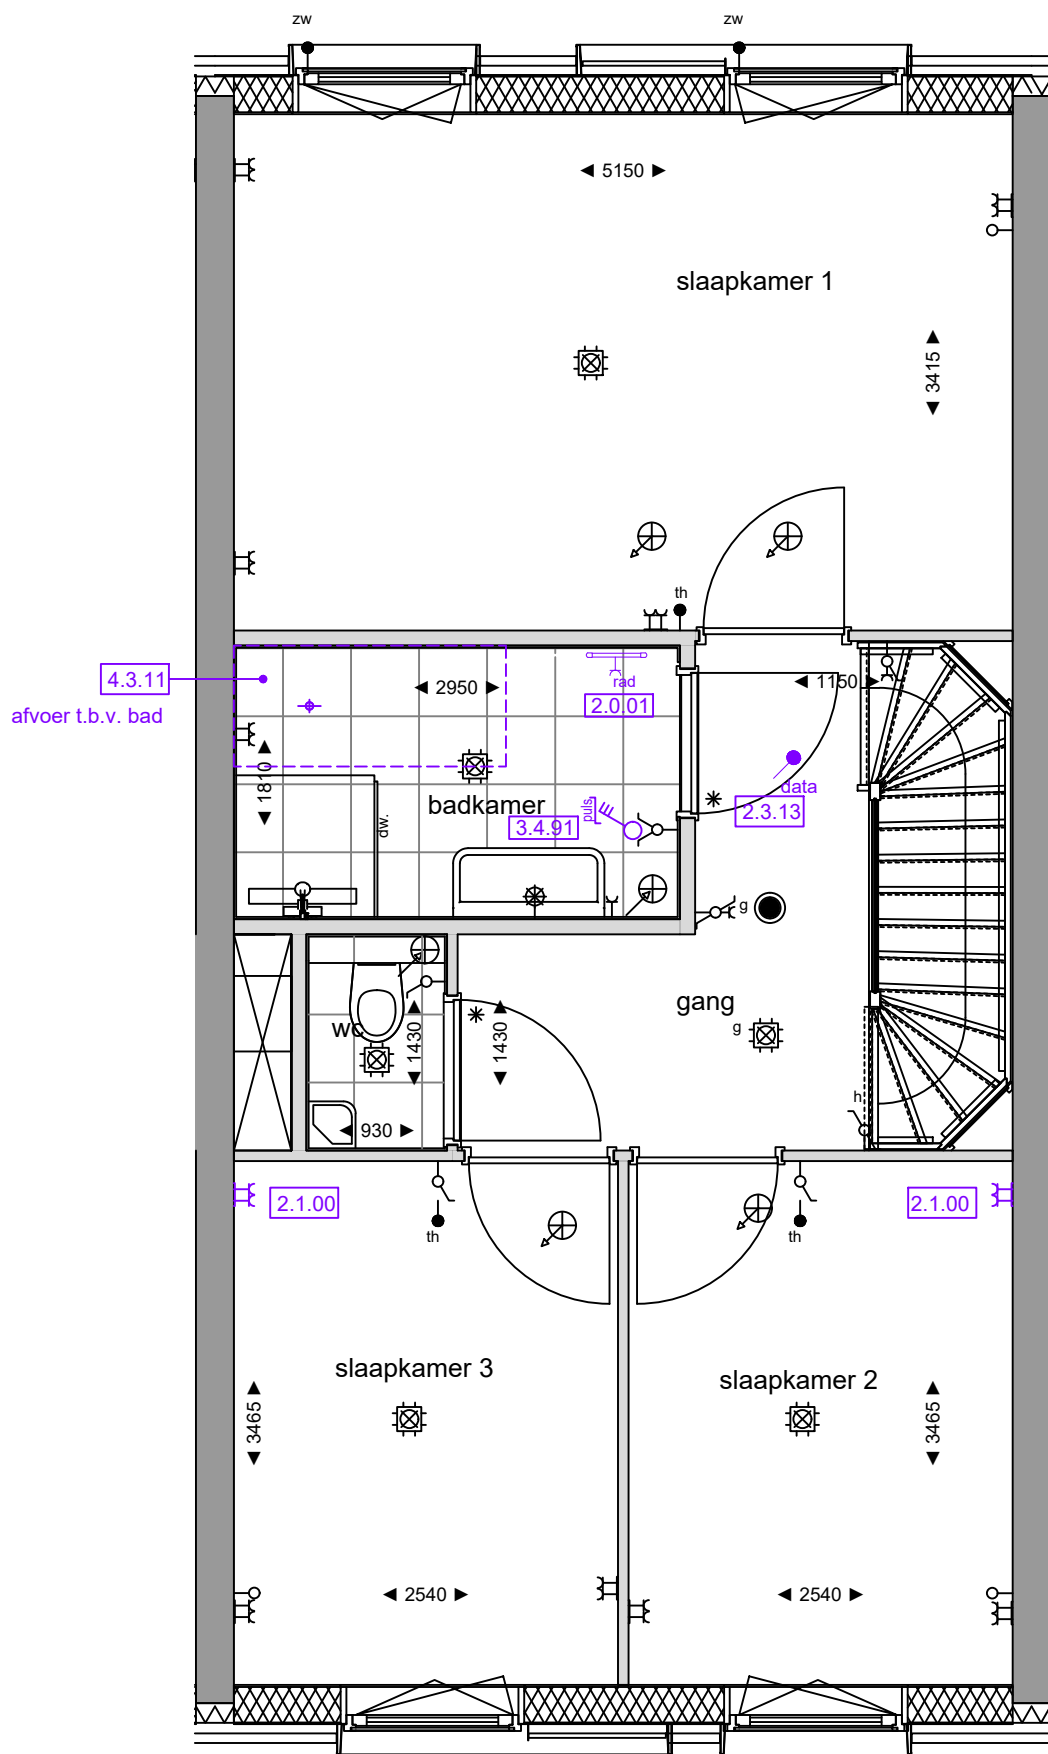 zw
zw
5150
slaapkamer 1
3415
th
4.3.11
afvoer t.b.v. bad
2950
rad
2.0.01
1150
1810
data
badkamer
dw.
puls
3.4.91
2.3.13
g
gang
g
wc
1430
1430
930
h
2.1.00
2.1.00
th
th
slaapkamer 3
slaapkamer 2
3465
3465
2540
2540